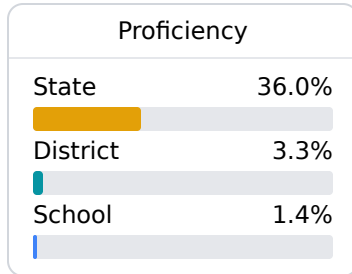 Proficiency
State 36.0%
District 3.3%
School 1.4%